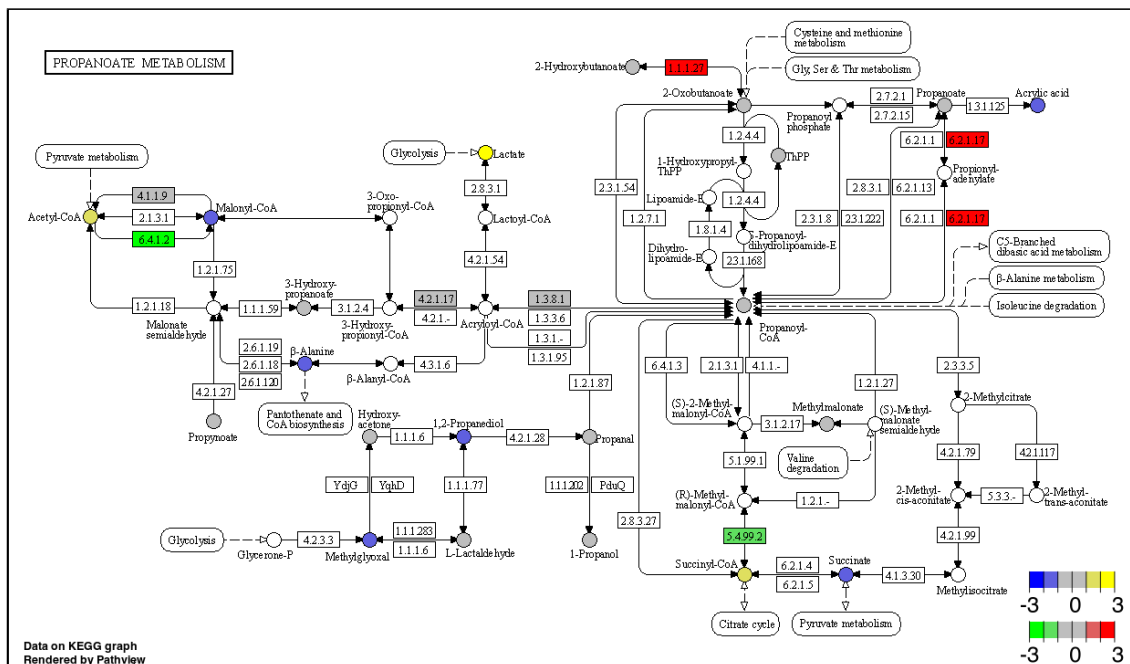 PROPANOATE METABOLISM
Cysteine and methionine
metabolism
Gly, Ser & Thr metabolism
2-Hydroxybutanoate
1.1.1.27
2-Oxobutanoate
Propanoyl
phosphate
2.7.2.1
2.7.2.15
Propanoate
1.3.1.125
Acrylic acid
Pyruvate metabolism
Glycolysis
Lactate
1.2.4.4
ThPP
6.2.1.1
6.2.1.17
1-Hydroxypropyl-
ThPP
Propionyl-
adenylate
Acetyl-CoA
4.1.1.9
2.1.3.1
6.4.1.2
Malonyl-CoA
3-Oxo-
propionyl-CoA
2.8.3.1
Lactoyl-CoA
2.3.1.54
1.2.7.1
Lipoamide-E
1.8.1.4
1.2.4.4
Dihydro-
lipoamide-E
S-Propanoyl-
dihydrolipoamide-E
2.3.1.168
2.3.1.8
2.3.1.222
2.8.3.1
6.2.1.13
6.2.1.1
6.2.1.17
C5-Branched
dibasic acid metabolism
β-Alanine metabolism
Isoleucine degradation
1.2.1.75
4.2.1.54
1.2.1.18
Malonate
semialdehyde
1.1.1.59
3-Hydroxy-
propanoate
3.1.2.4
3-Hydroxy-
propionyl-CoA
4.2.1.17
4.2.1.-
Acryloyl-CoA
1.3.8.1
1.3.3.6
1.3.1.-
1.3.1.95
Propanoyl-
CoA
2.6.1.19
2.6.1.18
2.6.1.120
β-Alanine
β-Alanyl-CoA
4.3.1.6
4.2.1.27
Propynoate
Pantothenate and
CoA biosynthesis
1.2.1.87
6.4.1.3
2.1.3.1
4.1.1.-
1.2.1.27
2.3.3.5
(S)-2-Methyl-
malonyl-CoA
3.1.2.17
Methylmalonate
(S)-Methyl-
malonate
semialdehyde
2-Methylcitrate
Hydroxy-
acetone
1.1.1.6
1,2-Propanediol
4.2.1.28
Propanal
Valine
degradation
5.1.99.1
4.2.1.79
4.2.1.117
YdjG
YqhD
1.1.1.77
1.1.1.202
PduQ
(R)-Methyl-
malonyl-CoA
1.2.1.-
2-Methyl-
cis-aconitate
5.3.3.-
2-Methyl-
trans-aconitate
2.8.3.27
5.4.99.2
4.2.1.99
Glycolysis
Glycerone-P
4.2.3.3
Methylglyoxal
1.1.1.283
1.1.1.6
L-Lactaldehyde
1-Propanol
Succinyl-CoA
6.2.1.4
6.2.1.5
Succinate
4.1.3.30
Methylisocitrate
Citrate cycle
Pyruvate metabolism
-3 0 3
-3 0 3
Data on KEGG graph
Rendered by Pathview